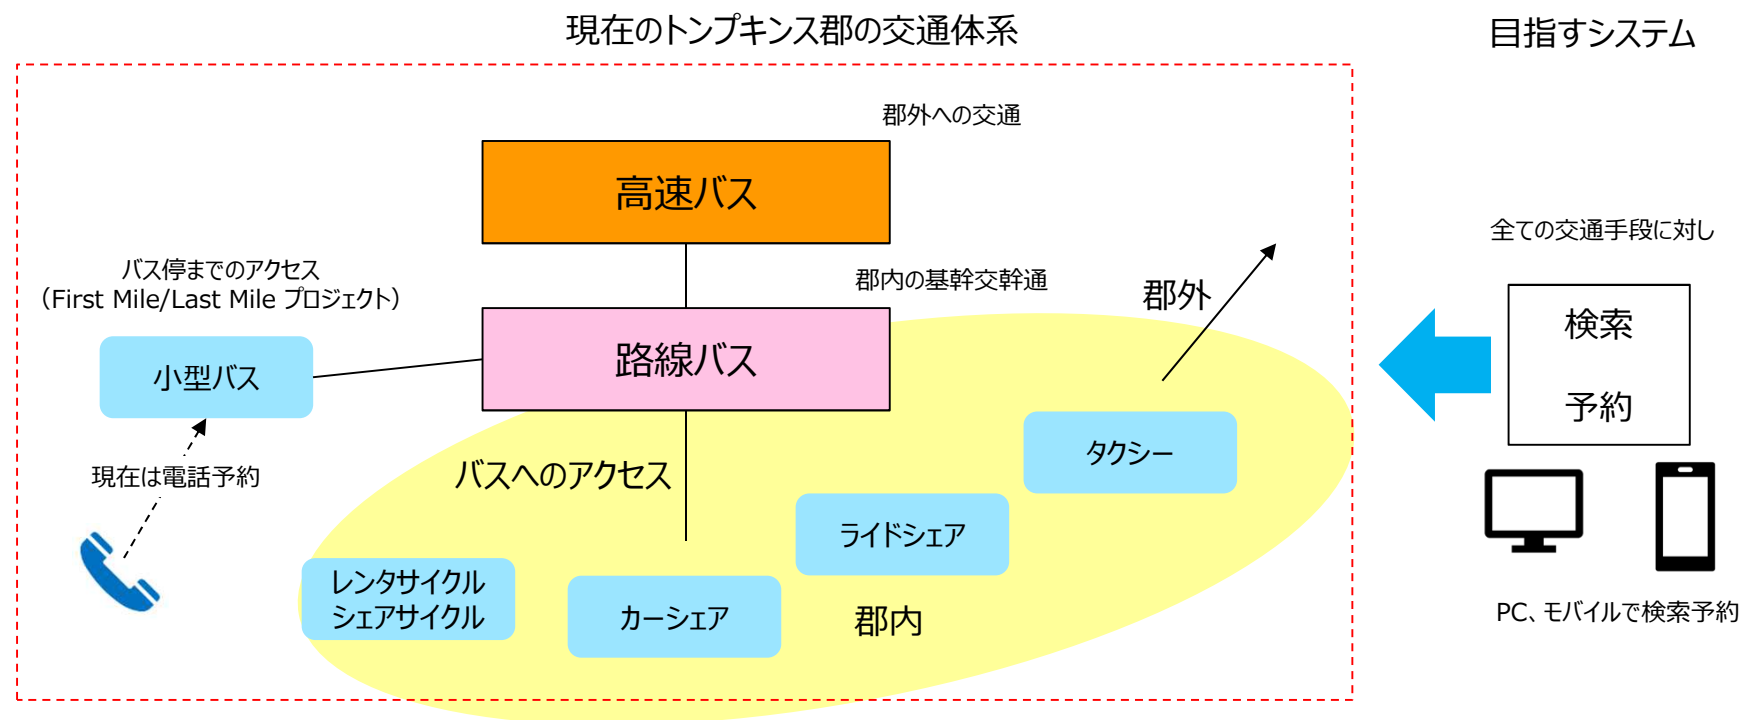 現在のトンプキンス郡の交通体系
目指すシステム
郡外への交通
高速バス
全ての交通手段に対し
バス停までのアクセス
（First Mile/Last Mile プロジェクト）
郡内の基幹交幹通
郡外
検索
路線バス
小型バス
予約
タクシー
バスへのアクセス
現在は電話予約
ライドシェア
レンタサイクル
シェアサイクル
カーシェア
郡内
PC、モバイルで検索予約